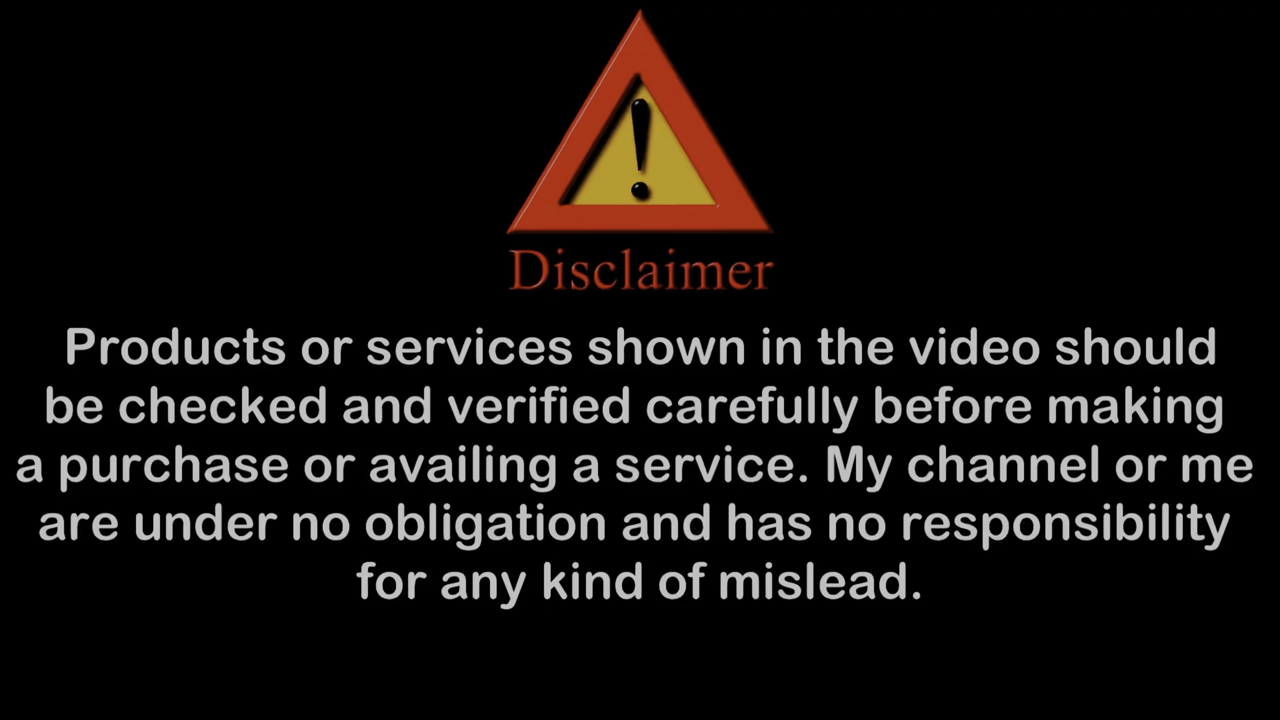 Disclaimer
Products or services shown in the video should
be checked and verified carefully before making
a purchase or availing a service. My channel or me
are under no obligation and has no responsibility
for any kind of mislead.